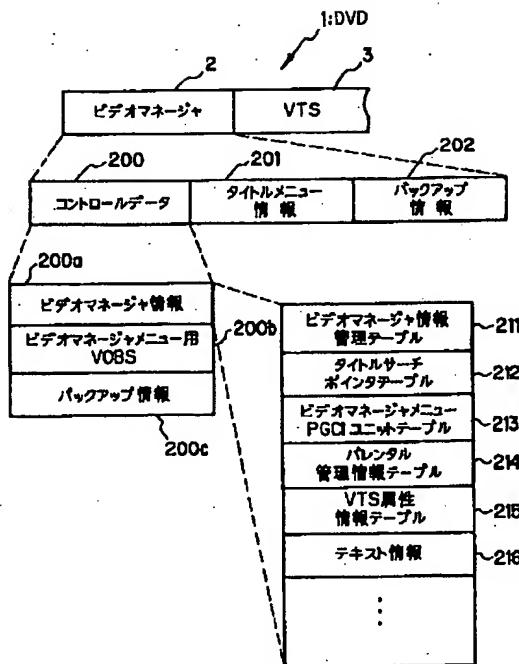 1:DVD
2
3
ビデオマネージャ
VTS
200
201
202
コントロールデータ
タイトルメニュー
情報
バックアップ
情報
200a
ビデオマネージャ情報
ビデオマネージャメニュー用
VOBS
バックアップ情報
200b
200c
ビデオマネージャ情報
管理テーブル
211
タイトルサーチ
ポインタテーブル
212
ビデオマネージャメニュー
PGCIユニットテーブル
213
パレンタル
管理情報テーブル
214
VTS属性
情報テーブル
215
テキスト情報
216